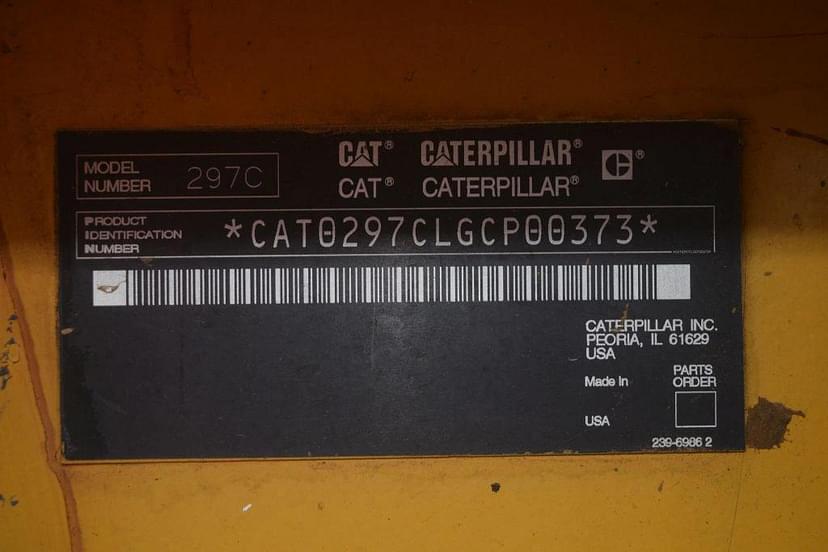 MODEL
NUMBER
297C
CAT® CATERPILLAR® ®
CAT® CATERPILLAR®
PRODUCT
IDENTIFICATION
NUMBER
*CAT0297CLGCP00373*
CATERPILLAR INC.
PEORIA, IL 61629
USA
Made In
PARTS
ORDER
USA
239-6986 2